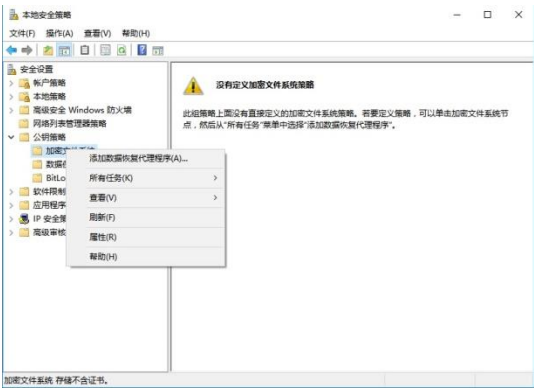 本地安全策略
文件(F) 操作(A) 查看(V) 帮助(H)
安全设置
帐户策略
本地策略
高级安全 Windows 防火墙
网络列表管理器策略
公钥策略
加密文件系统
数据
BitLo
软件限制
应用程序
IP 安全策
高级审核
添加数据恢复代理程序(A)...
所有任务(K)
查看(V)
刷新(F)
属性(R)
帮助(H)
没有定义加密文件系统策略
此组策略上面没有直接定义的加密文件系统策略。若要定义策略，可以单击加密文件系统节
点，然后从“所有任务”菜单中选择“添加数据恢复代理程序”。
加密文件系统 存储不含证书。